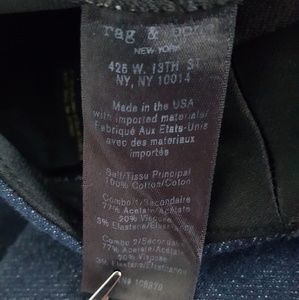 rag & bone
NEW YORK
425 W. 13TH ST
NY, NY 10014
Made in the USA
with imported materials/
Fabriqué Aux Etats-Unis
avec des materiaux
importés
Self/Tissu Principal
100% Cotton/Coton
Combo 1/Secondaire
77% Acetate/Acétate
20% Viscose
3% Elastane/Elasthanne
Combo 2/Secondaire
77% Acetate/Acétate
20% Viscose
3% Elastane/Elasthanne